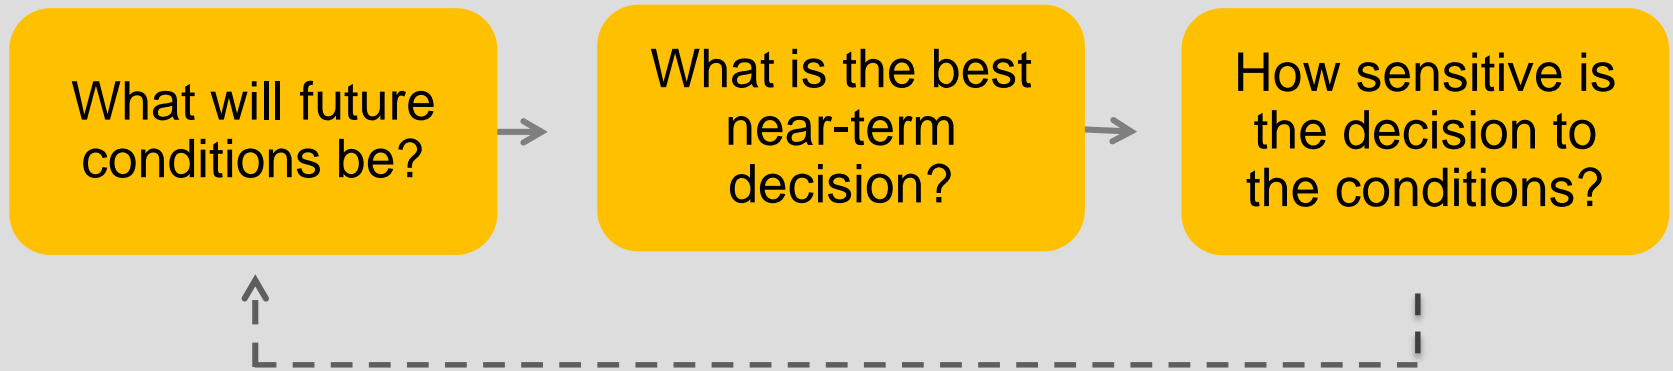 What will future
conditions be?
What is the best
near-term
decision?
How sensitive is
the decision to
the conditions?